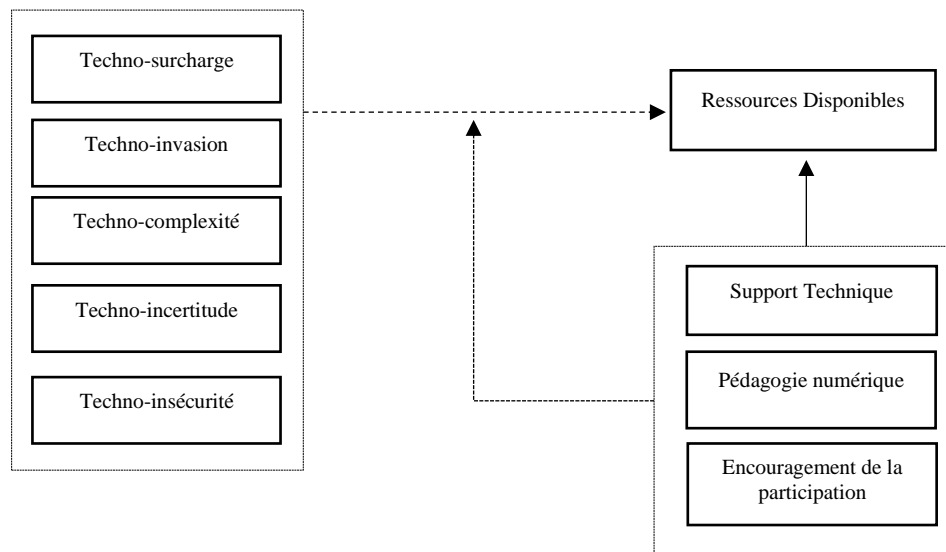 Techno-surcharge
Techno-invasion
Techno-complexité
Techno-incertitude
Techno-insécurité
Ressources Disponibles
Support Technique
Pédagogie numérique
Encouragement de la
participation